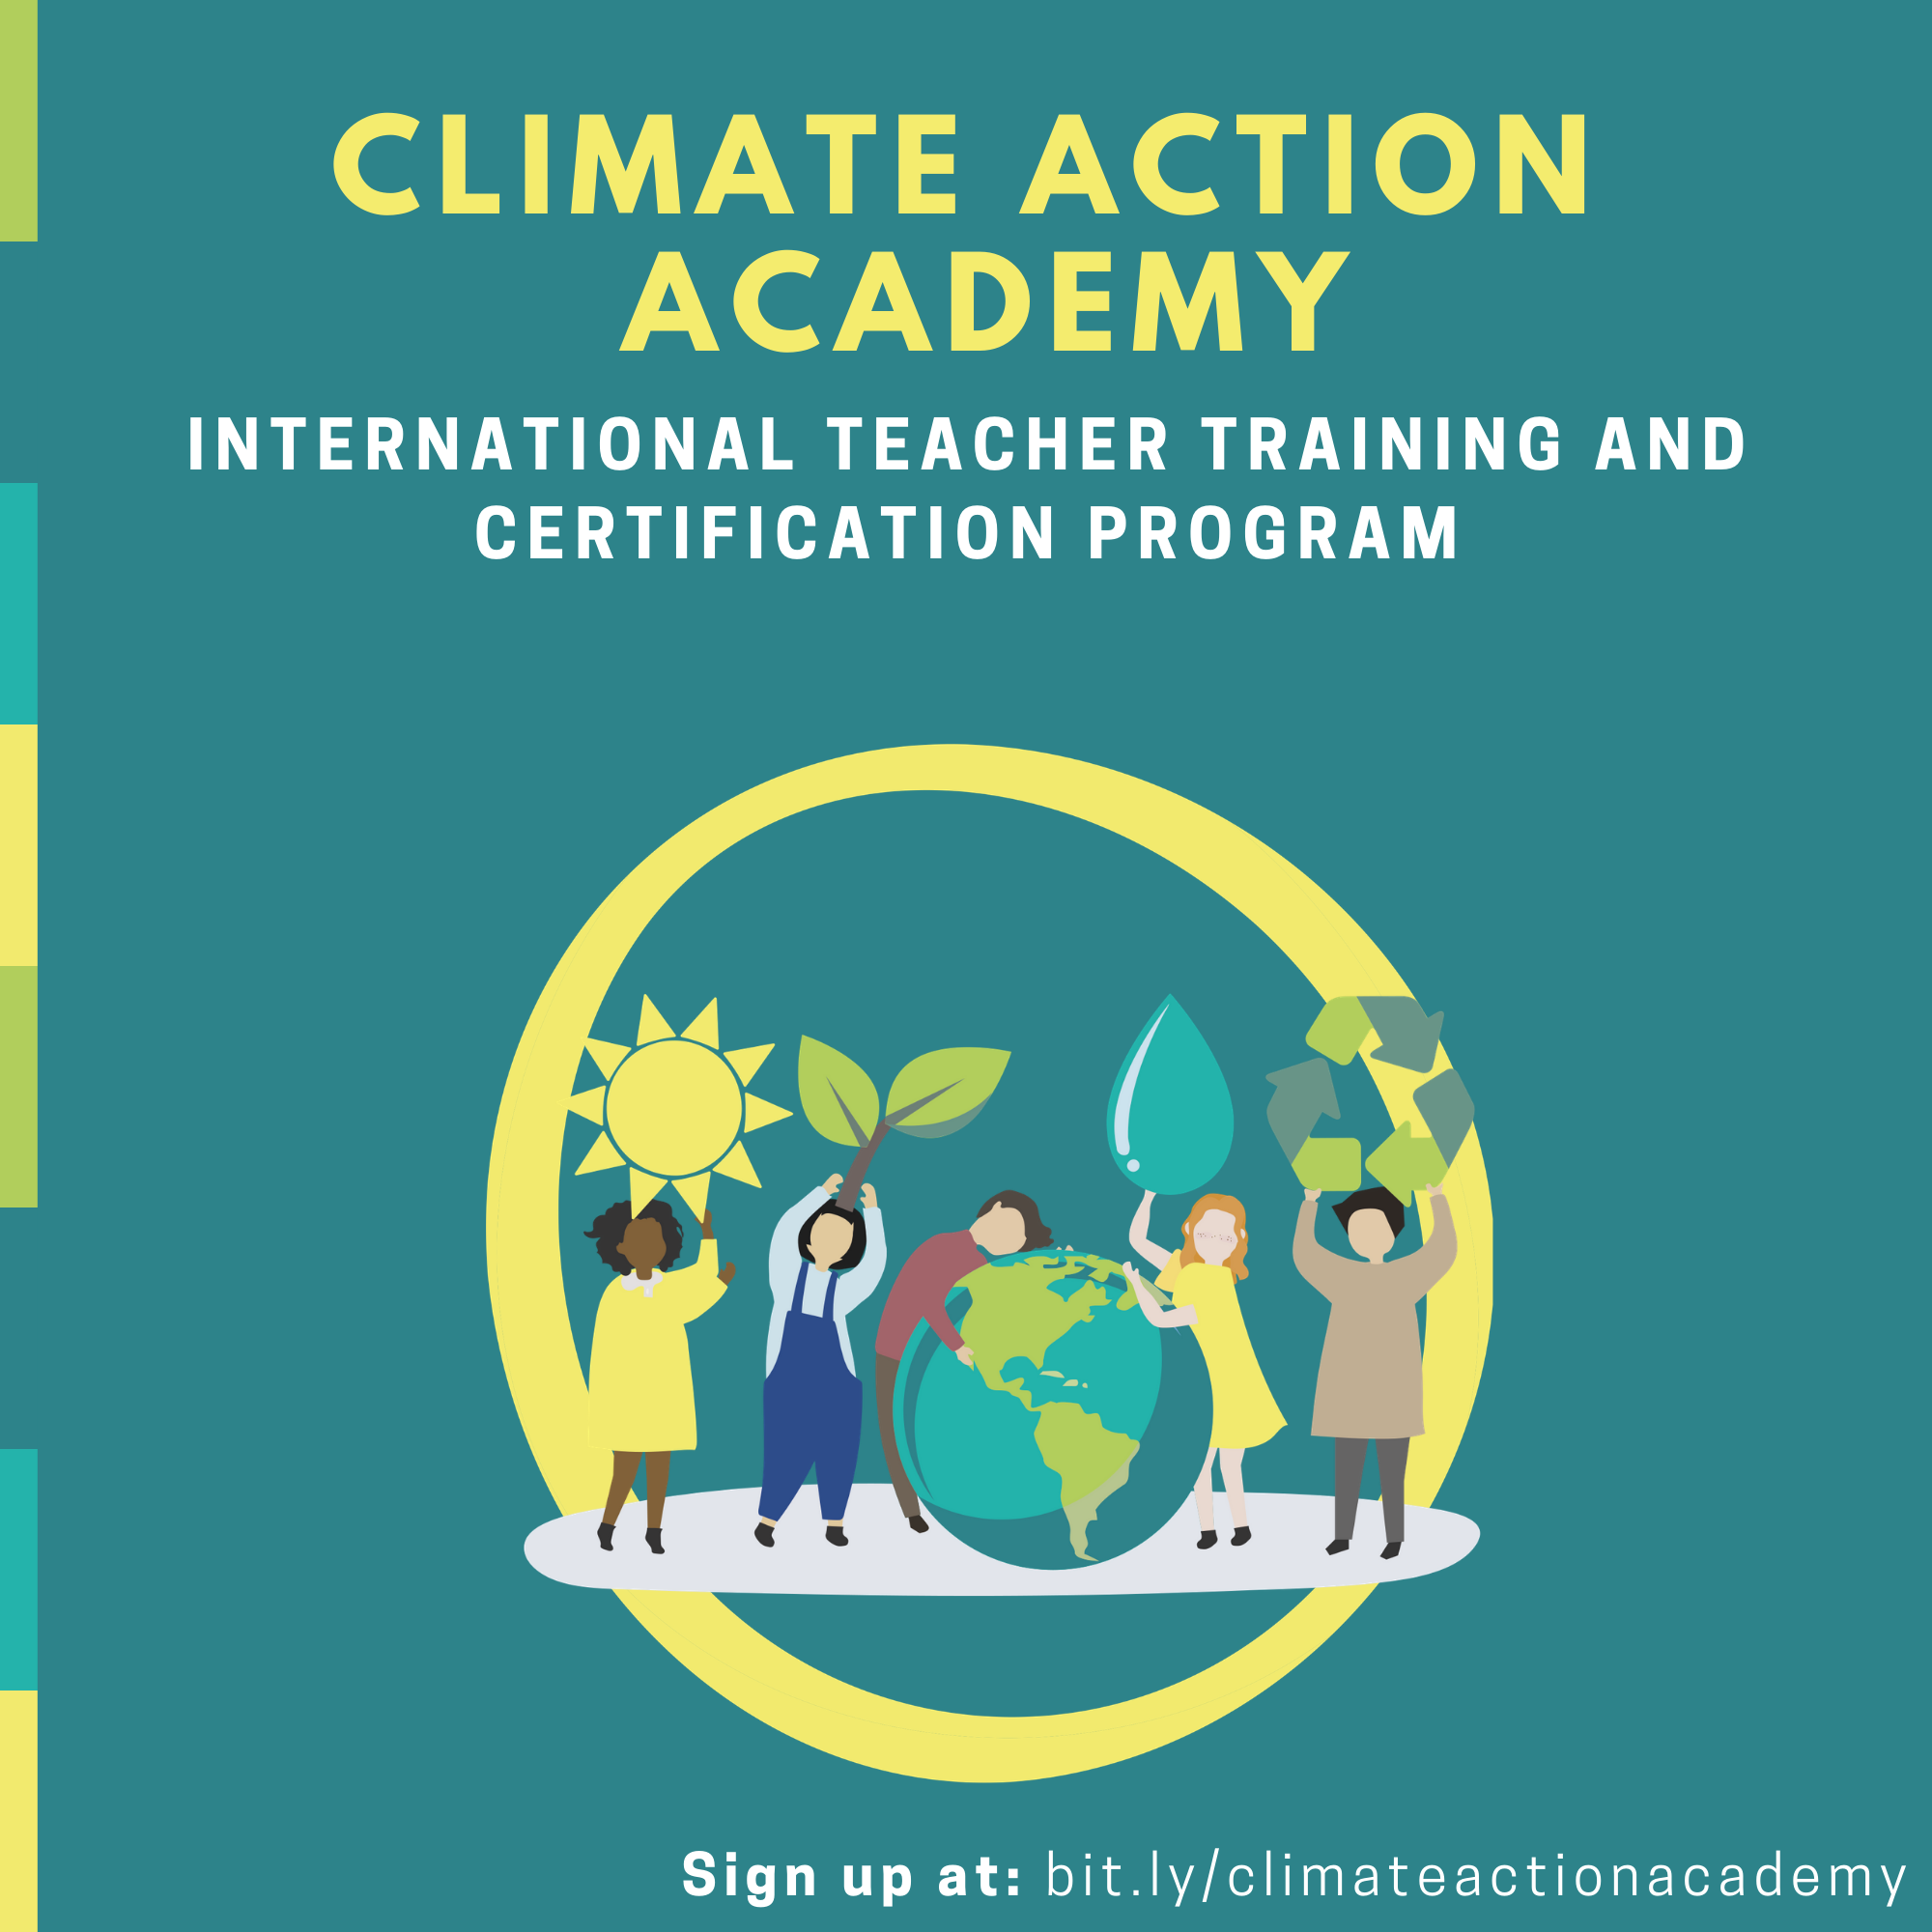 CLIMATE ACTION
ACADEMY
INTERNATIONAL TEACHER TRAINING AND
CERTIFICATION PROGRAM
Sign up at: bit.ly/climateactionacademy